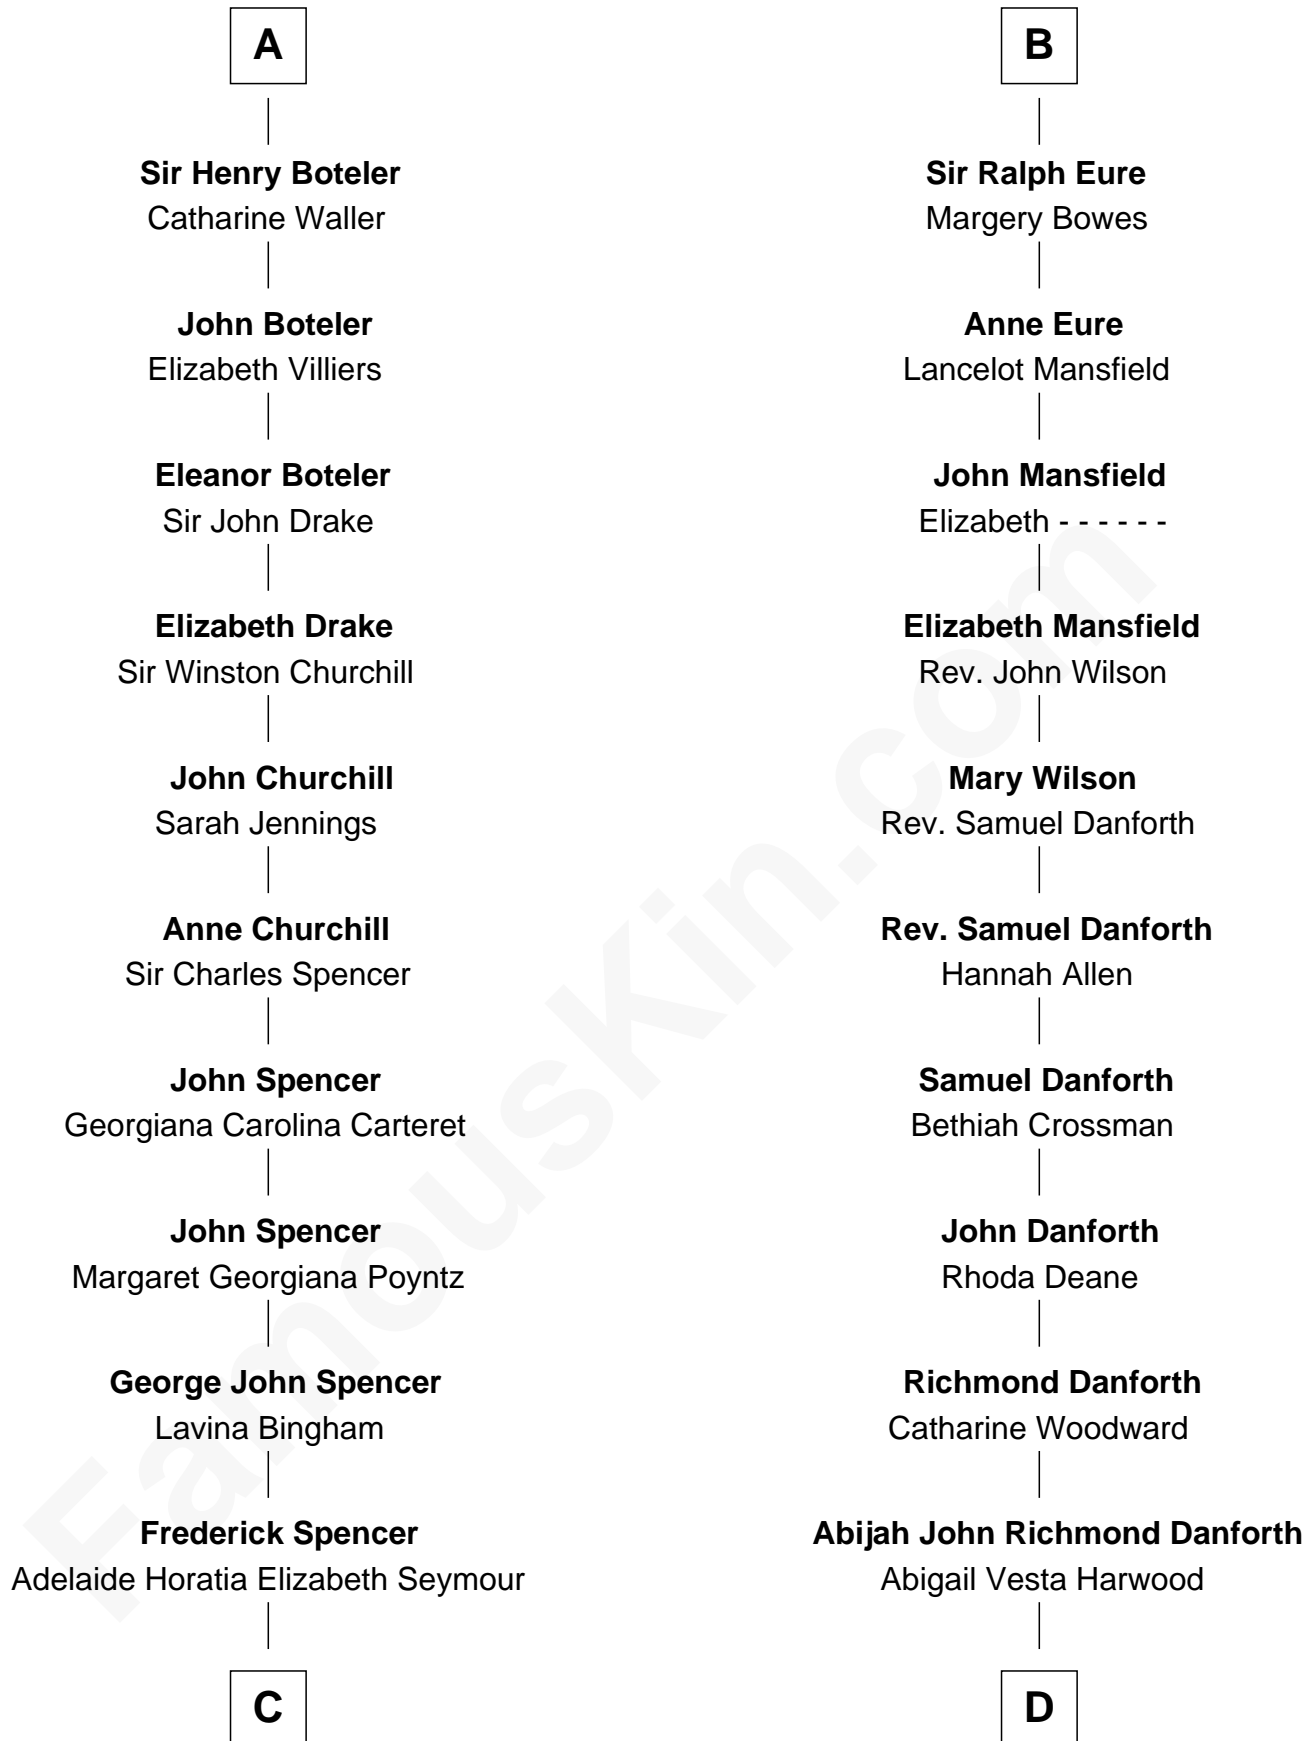 A
Sir Henry Boteler
Catharine Waller
John Boteler
Elizabeth Villiers
Eleanor Boteler
Sir John Drake
Elizabeth Drake
Sir Winston Churchill
John Churchill
Sarah Jennings
Anne Churchill
Sir Charles Spencer
John Spencer
Georgiana Carolina Carteret
John Spencer
Margaret Georgiana Poyntz
George John Spencer
Lavina Bingham
Frederick Spencer
Adelaide Horatia Elizabeth Seymour
C
B
Sir Ralph Eure
Margery Bowes
Anne Eure
Lancelot Mansfield
John Mansfield
Elizabeth - - - - - -
Elizabeth Mansfield
Rev. John Wilson
Mary Wilson
Rev. Samuel Danforth
Rev. Samuel Danforth
Hannah Allen
Samuel Danforth
Bethiah Crossman
John Danforth
Rhoda Deane
Richmond Danforth
Catharine Woodward
Abijah John Richmond Danforth
Abigail Vesta Harwood
D
FamousKin.com